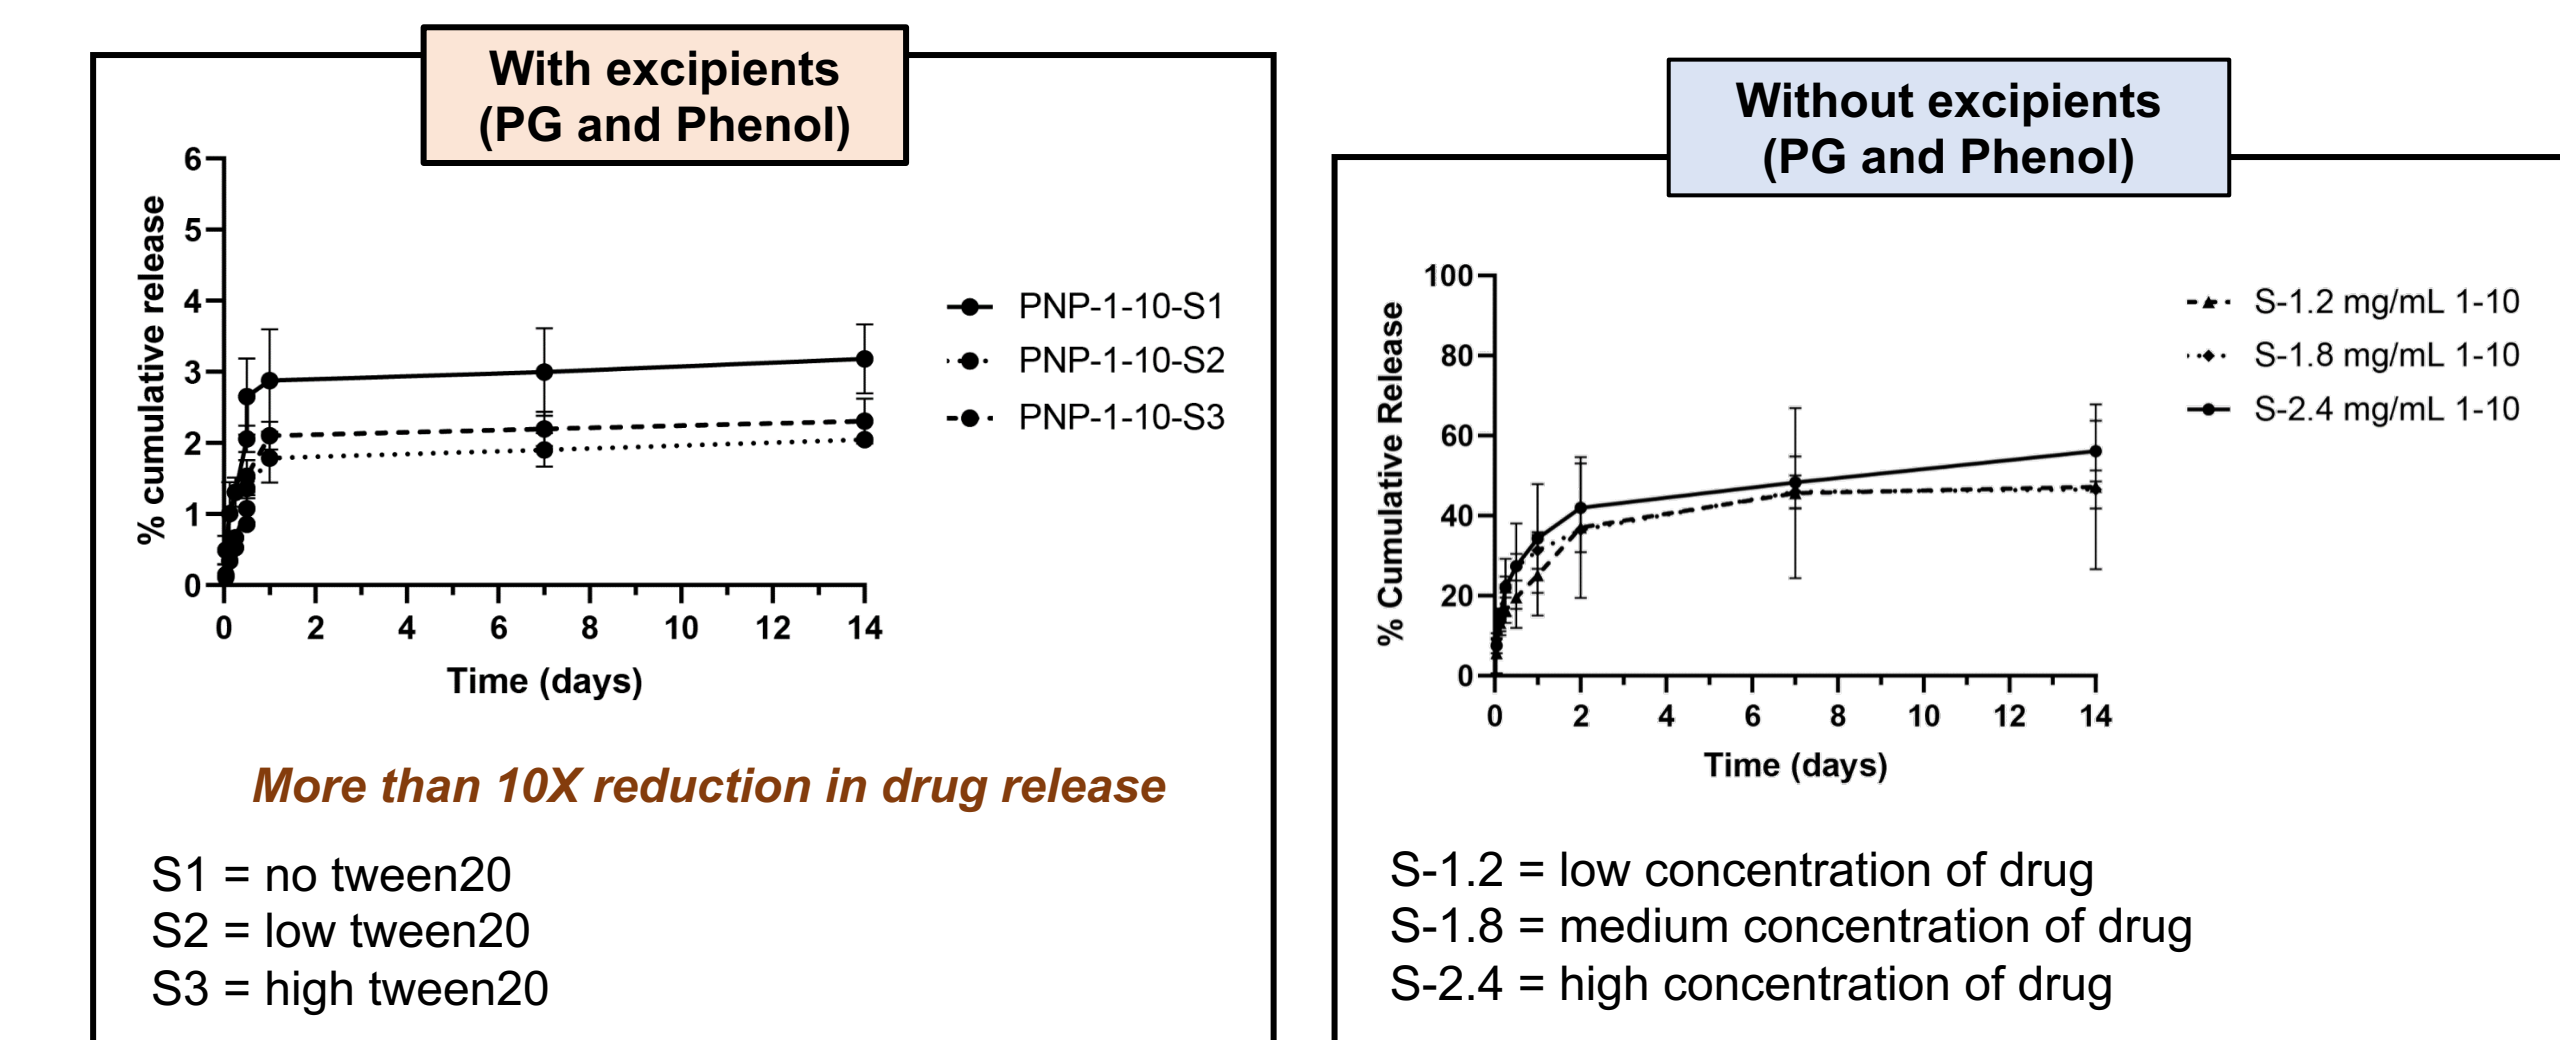 With excipients
(PG and Phenol)
6
5
4
3
2
1
0
% cumulative release
0 2 4 6 8 10 12 14
Time (days)
PNP-1-10-S1
PNP-1-10-S2
PNP-1-10-S3
More than 10X reduction in drug release
S1 = no tween20
S2 = low tween20
S3 = high tween20
Without excipients
(PG and Phenol)
100
80
60
40
20
0
% Cumulative Release
0 2 4 6 8 10 12 14
Time (days)
S-1.2 mg/mL 1-10
S-1.8 mg/mL 1-10
S-2.4 mg/mL 1-10
S-1.2 = low concentration of drug
S-1.8 = medium concentration of drug
S-2.4 = high concentration of drug